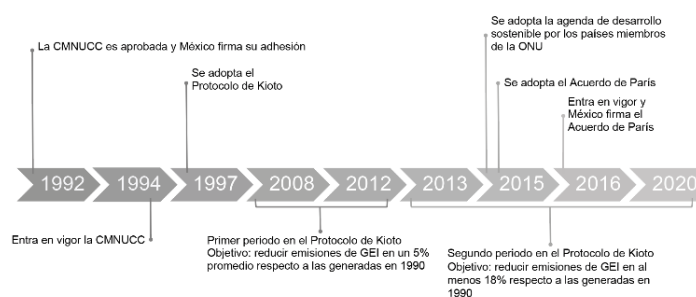 Se adopta la agenda de desarrollo
sostenible por los países miembros
de la ONU
La CMNUCC es aprobada y México firma su adhesión
Se adopta el
Protocolo de Kioto
Se adopta el Acuerdo de París
Entra en vigor y
México firma el
Acuerdo de París
1992
1994
1997
2008
2012
2013
2015
2016
2020
Entra en vigor la CMNUCC
Primer periodo en el Protocolo de Kioto
Objetivo: reducir emisiones de GEI en un 5%
promedio respecto a las generadas en 1990
Segundo periodo en el Protocolo de Kioto
Objetivo: reducir emisiones de GEI en al
menos 18% respecto a las generadas en
1990